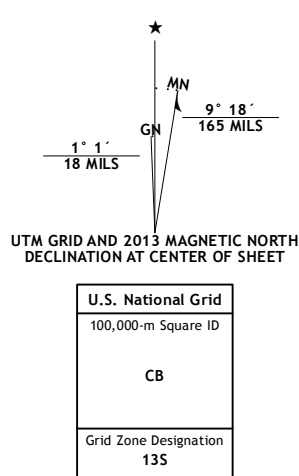 ★
MN
GN
9° 18´
165 MILS
1° 1´
18 MILS
UTM GRID AND 2013 MAGNETIC NORTH
DECLINATION AT CENTER OF SHEET
U.S. National Grid
100,000-m Square ID
CB
Grid Zone Designation
13S